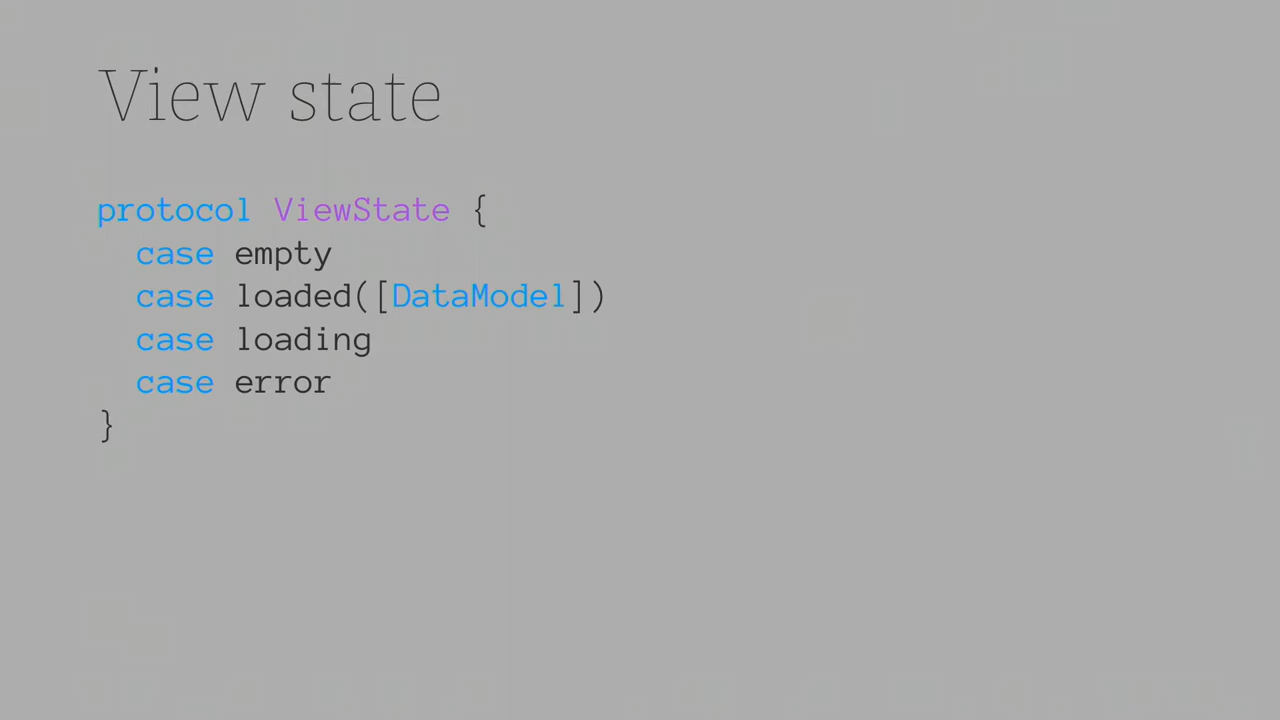 View state
protocol ViewState {
  case empty
  case loaded([DataModel])
  case loading
  case error
}